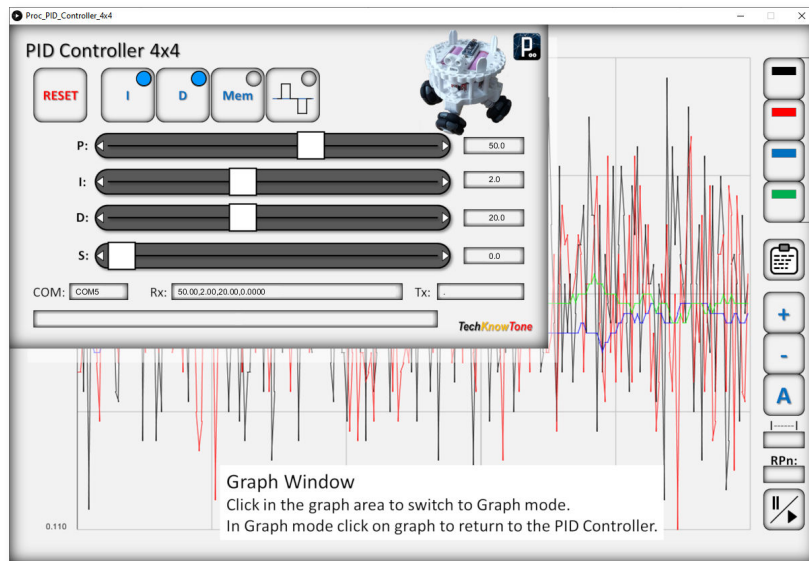 Proc_PID_Controller_4x4
PID Controller 4x4
RESET
I
D
Mem
P:
50.0
I:
2.0
D:
20.0
S:
0.0
COM:
COM5
Rx:
50.00,2.00,20.00,0.0000
Tx:
.
TechKnowTone
+
-
A
|------|
RPn:
Graph Window
Click in the graph area to switch to Graph mode.
In Graph mode click on graph to return to the PID Controller.
0.110